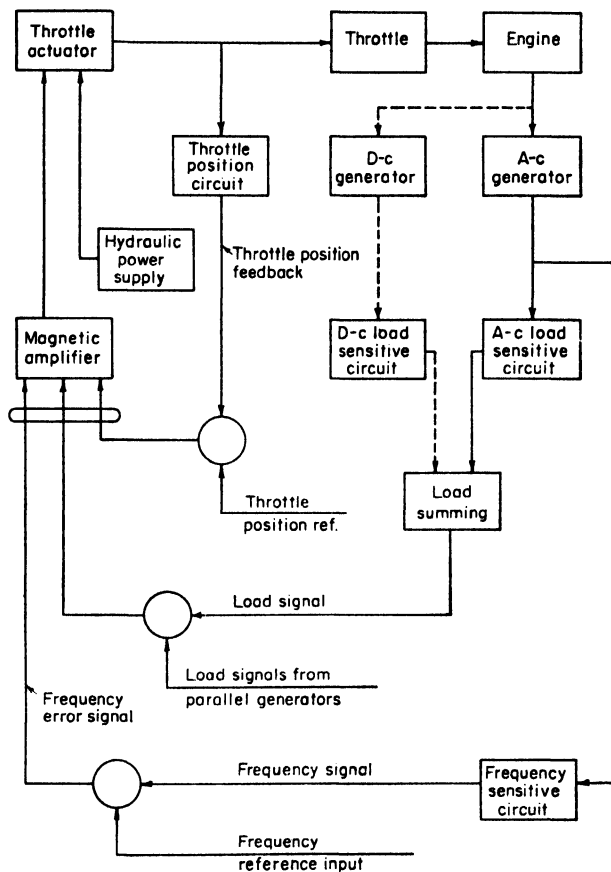 Throttle
actuator
Throttle
Engine
Throttle
position
circuit
D-c
generator
A-c
generator
Hydraulic
power
supply
Throttle position
feedback
Magnetic
amplifier
D-c load
sensitive
circuit
A-c load
sensitive
circuit
Load
summing
Throttle
position ref.
Load signal
Load signals from
parallel generators
Frequency
error signal
Frequency signal
Frequency
sensitive
circuit
Frequency
reference input